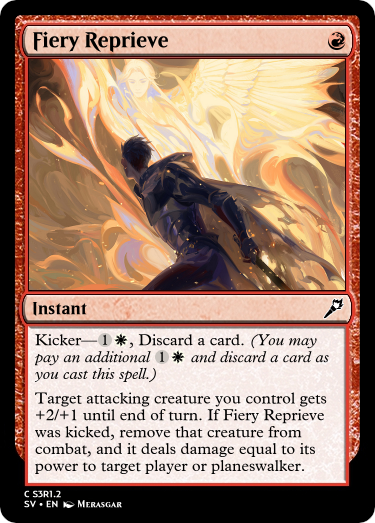 Fiery Reprieve
Instant
Kicker—1, Discard a card. (You may
pay an additional 1 and discard a card as
you cast this spell.)
Target attacking creature you control gets
+2/+1 until end of turn. If Fiery Reprieve
was kicked, remove that creature from
combat, and it deals damage equal to its
power to target player or planeswalker.
C S3R1.2
SV • EN Merasgar